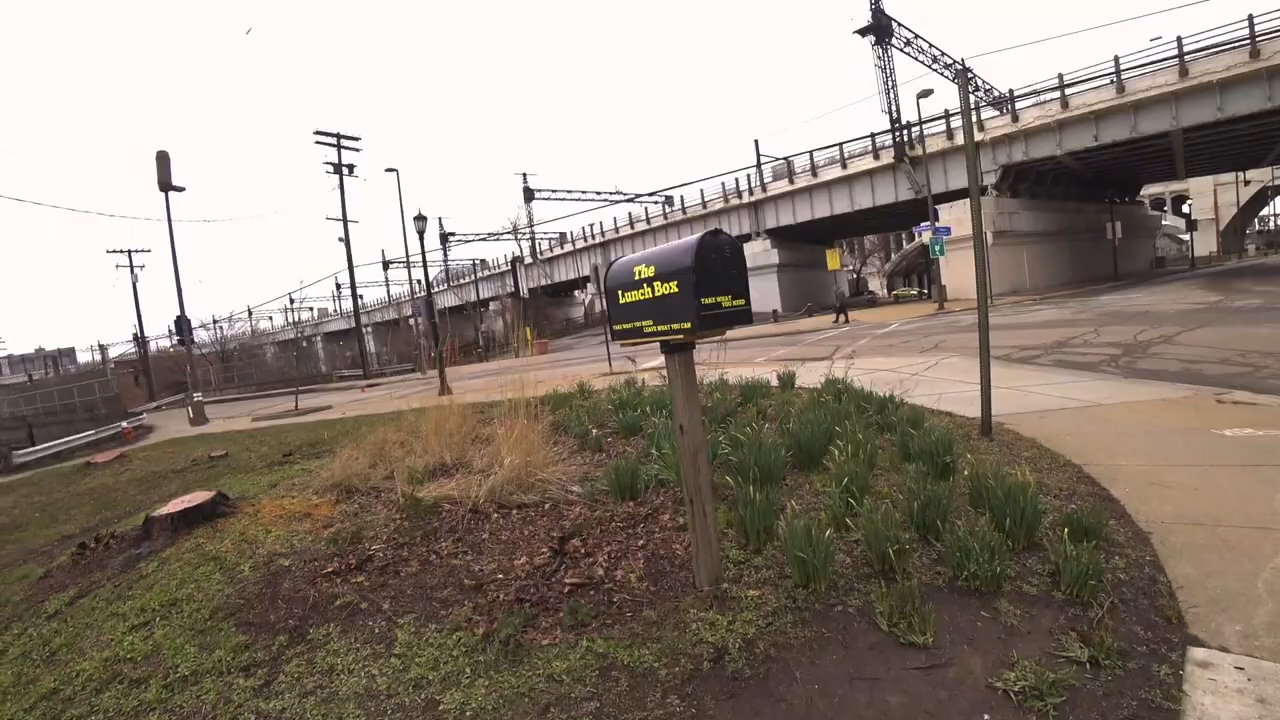 The
Lunch Box
TAKE WHAT YOU NEED
LEAVE WHAT YOU CAN
TAKE WHAT
YOU NEED